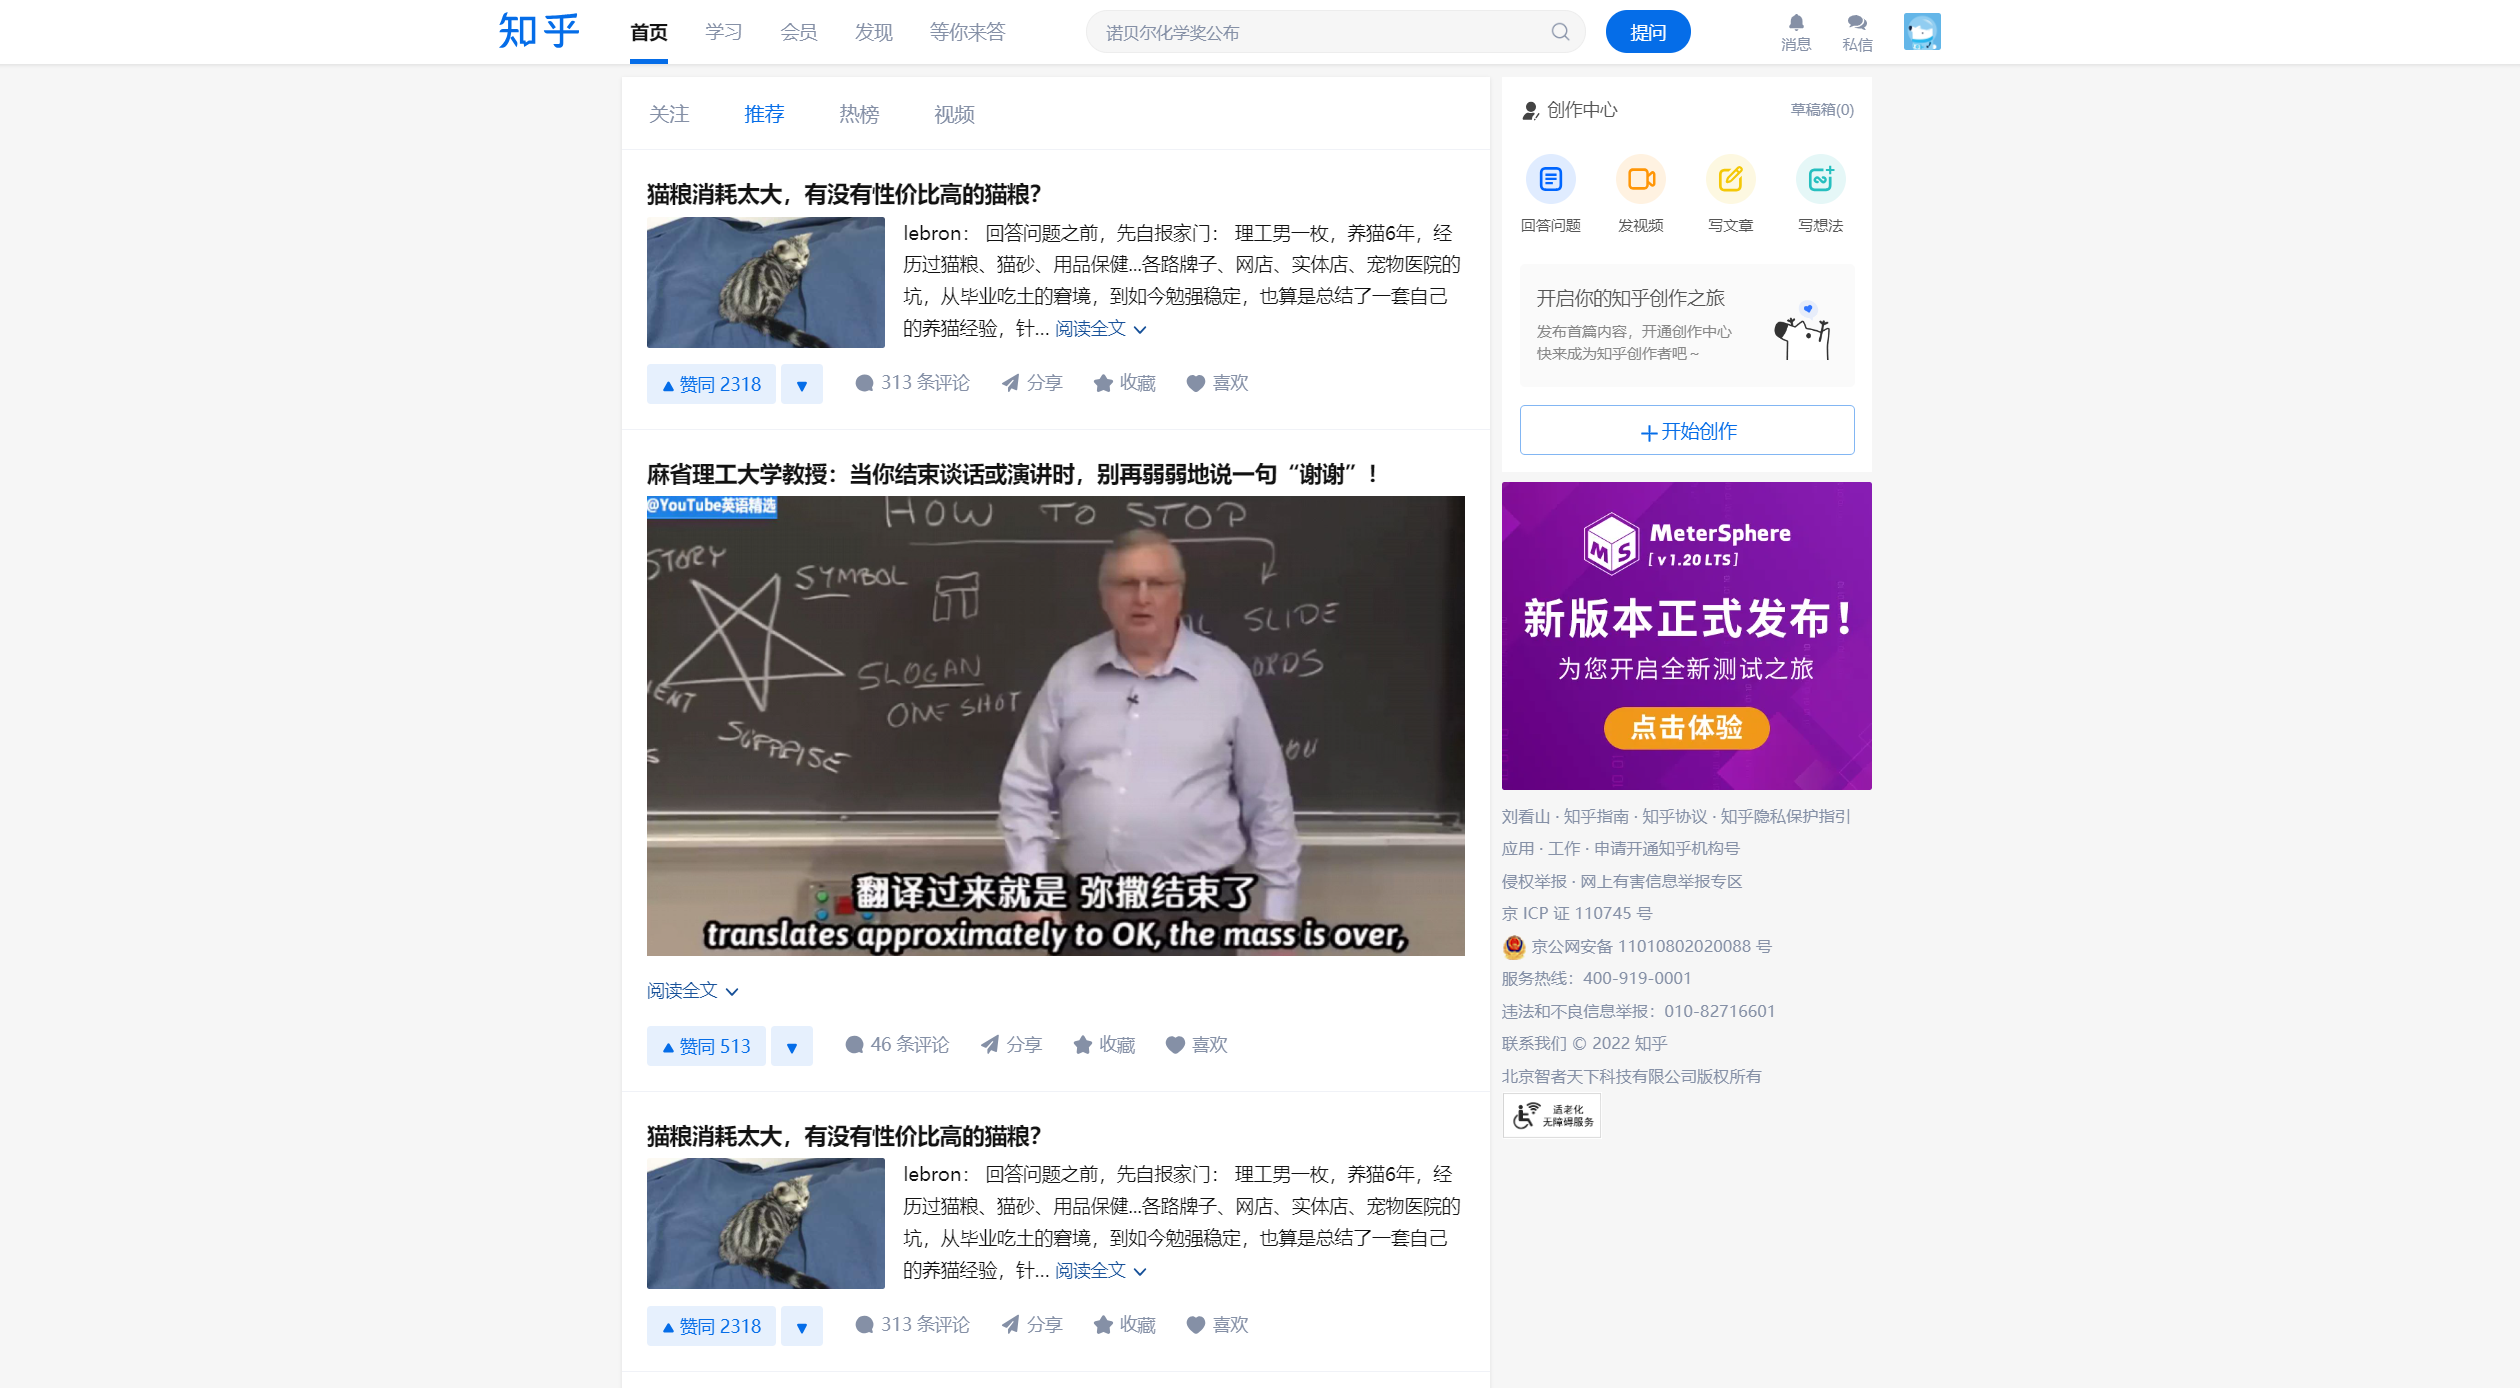 知乎 首页 学习 会员 发现 等你来答 诺贝尔化学奖公布 提问 消息 私信
关注 推荐 热榜 视频
猫粮消耗太大，有没有性价比高的猫粮？
lebron： 回答问题之前，先自报家门： 理工男一枚，养猫6年，经
历过猫粮、猫砂、用品保健...各路牌子、网店、实体店、宠物医院的
坑，从毕业吃土的窘境，到如今勉强稳定，也算是总结了一套自己
的养猫经验，针... 阅读全文
赞同 2318 313 条评论 分享 收藏 喜欢
麻省理工大学教授：当你结束谈话或演讲时，别再弱弱地说一句“谢谢”！
@YouTube英语精选
HOW TO STOP
STORY
SYMBOL
SLIDE
SLOGAN
ONE SHOT
SURPRISE
翻译过来就是 弥撒结束了
translates approximately to OK, the mass is over,
阅读全文
赞同 513 46 条评论 分享 收藏 喜欢
猫粮消耗太大，有没有性价比高的猫粮？
lebron： 回答问题之前，先自报家门： 理工男一枚，养猫6年，经
历过猫粮、猫砂、用品保健...各路牌子、网店、实体店、宠物医院的
坑，从毕业吃土的窘境，到如今勉强稳定，也算是总结了一套自己
的养猫经验，针... 阅读全文
赞同 2318 313 条评论 分享 收藏 喜欢
创作中心 草稿箱(0)
回答问题 发视频 写文章 写想法
开启你的知乎创作之旅
发布首篇内容，开通创作中心
快来成为知乎创作者吧～
开始创作
MS MeterSphere
[ v 1.20 LTS ]
新版本正式发布！
为您开启全新测试之旅
点击体验
刘看山 · 知乎指南 · 知乎协议 · 知乎隐私保护指引
应用 · 工作 · 申请开通知乎机构号
侵权举报 · 网上有害信息举报专区
京 ICP 证 110745 号
京公网安备 11010802020088 号
服务热线：400-919-0001
违法和不良信息举报：010-82716601
联系我们 © 2022 知乎
北京智者天下科技有限公司版权所有
适老化
无障碍服务